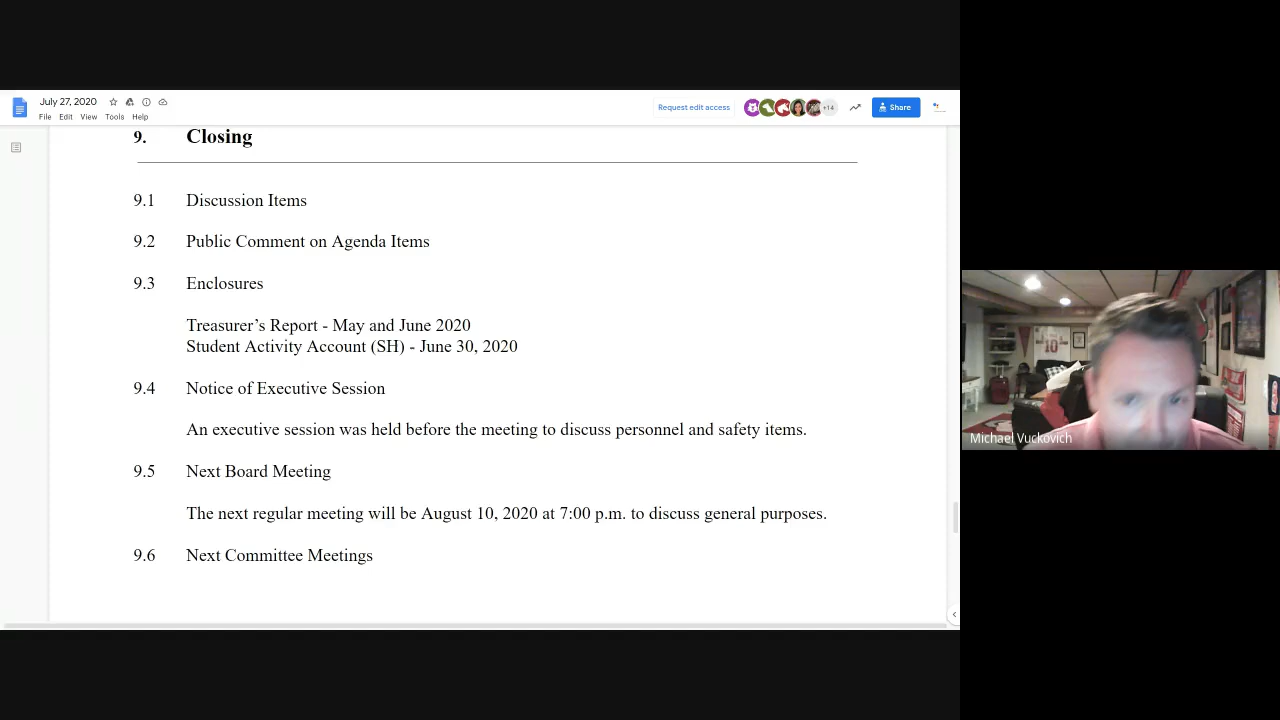 July 27, 2020
File Edit View Tools Help
Request edit access
+14
Share
9. Closing
9.1 Discussion Items
9.2 Public Comment on Agenda Items
9.3 Enclosures
Treasurer’s Report - May and June 2020
Student Activity Account (SH) - June 30, 2020
9.4 Notice of Executive Session
An executive session was held before the meeting to discuss personnel and safety items.
9.5 Next Board Meeting
The next regular meeting will be August 10, 2020 at 7:00 p.m. to discuss general purposes.
9.6 Next Committee Meetings
10
Michael Vuckovich